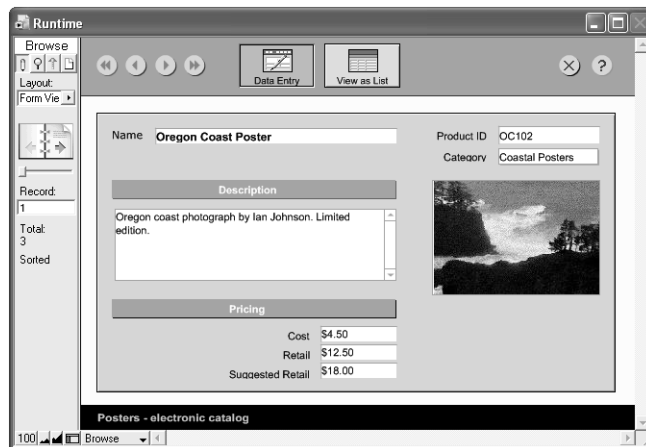 Runtime
Browse
Layout:
Form Vie
Record:
1
Total:
3
Sorted
Data Entry
View as List
?
Name Oregon Coast Poster
Product ID OC102
Category Coastal Posters
Description
Oregon coast photograph by Ian Johnson. Limited
edition.
Pricing
Cost $4.50
Retail $12.50
Suggested Retail $18.00
Posters - electronic catalog
100 Browse